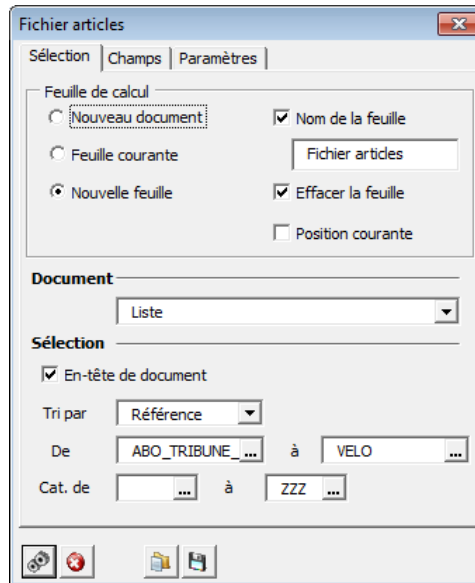 Fichier articles
Sélection Champs Paramètres
Feuille de calcul
Nouveau document Nom de la feuille
Feuille courante Fichier articles
Nouvelle feuille Effacer la feuille
Position courante
Document
Liste
Sélection
En-tête de document
Tri par Référence
De ABO_TRIBUNE_ ... à VELO ...
Cat. de ... à ZZZ ...